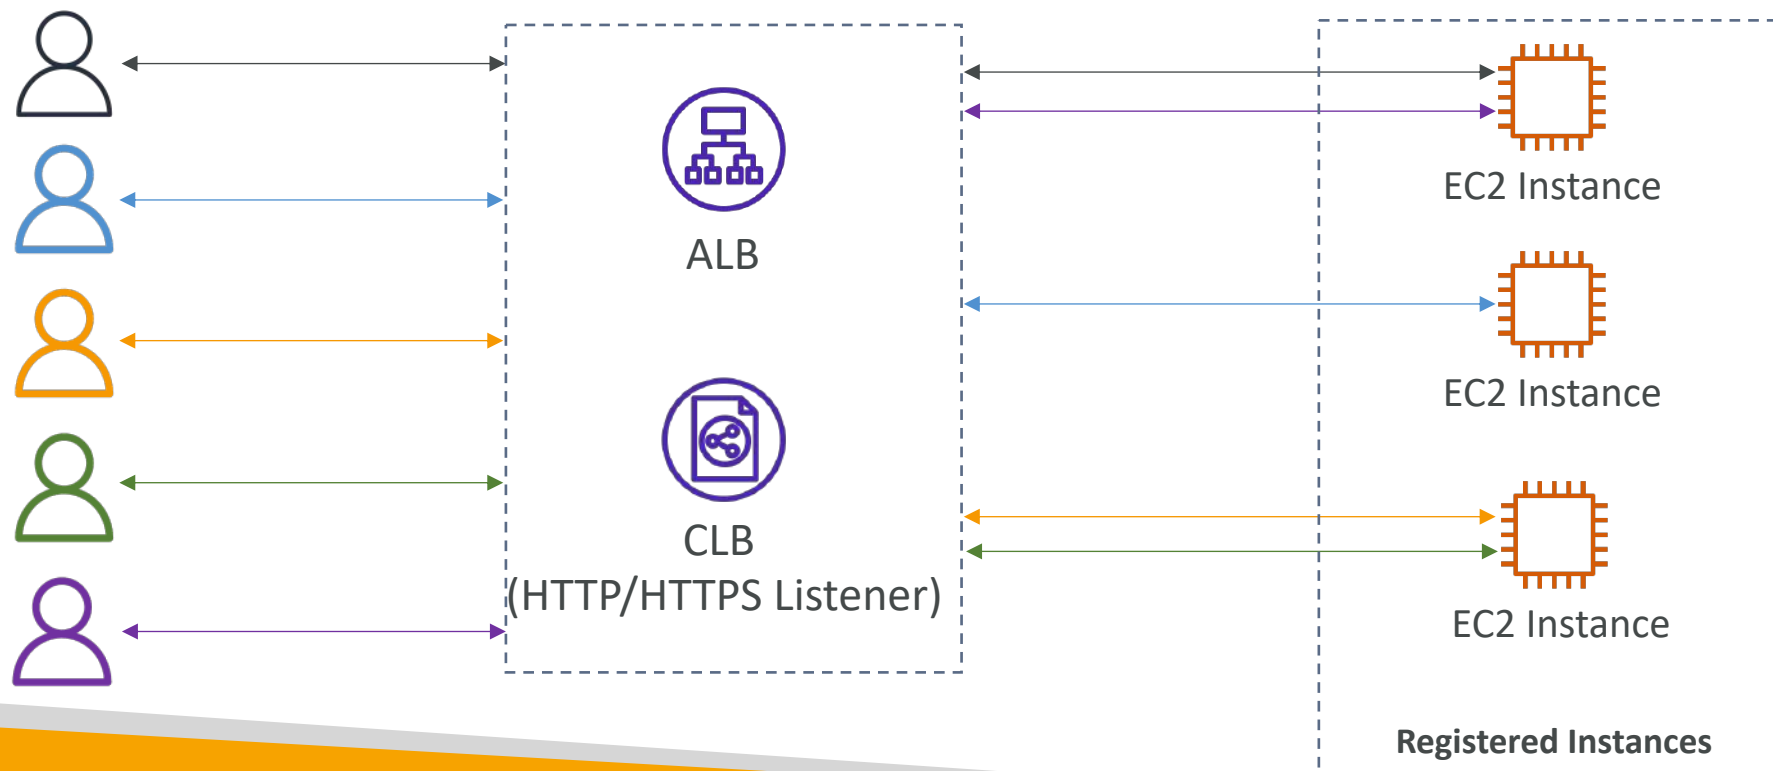 ALB
CLB
(HTTP/HTTPS Listener)
EC2 Instance
EC2 Instance
EC2 Instance
Registered Instances